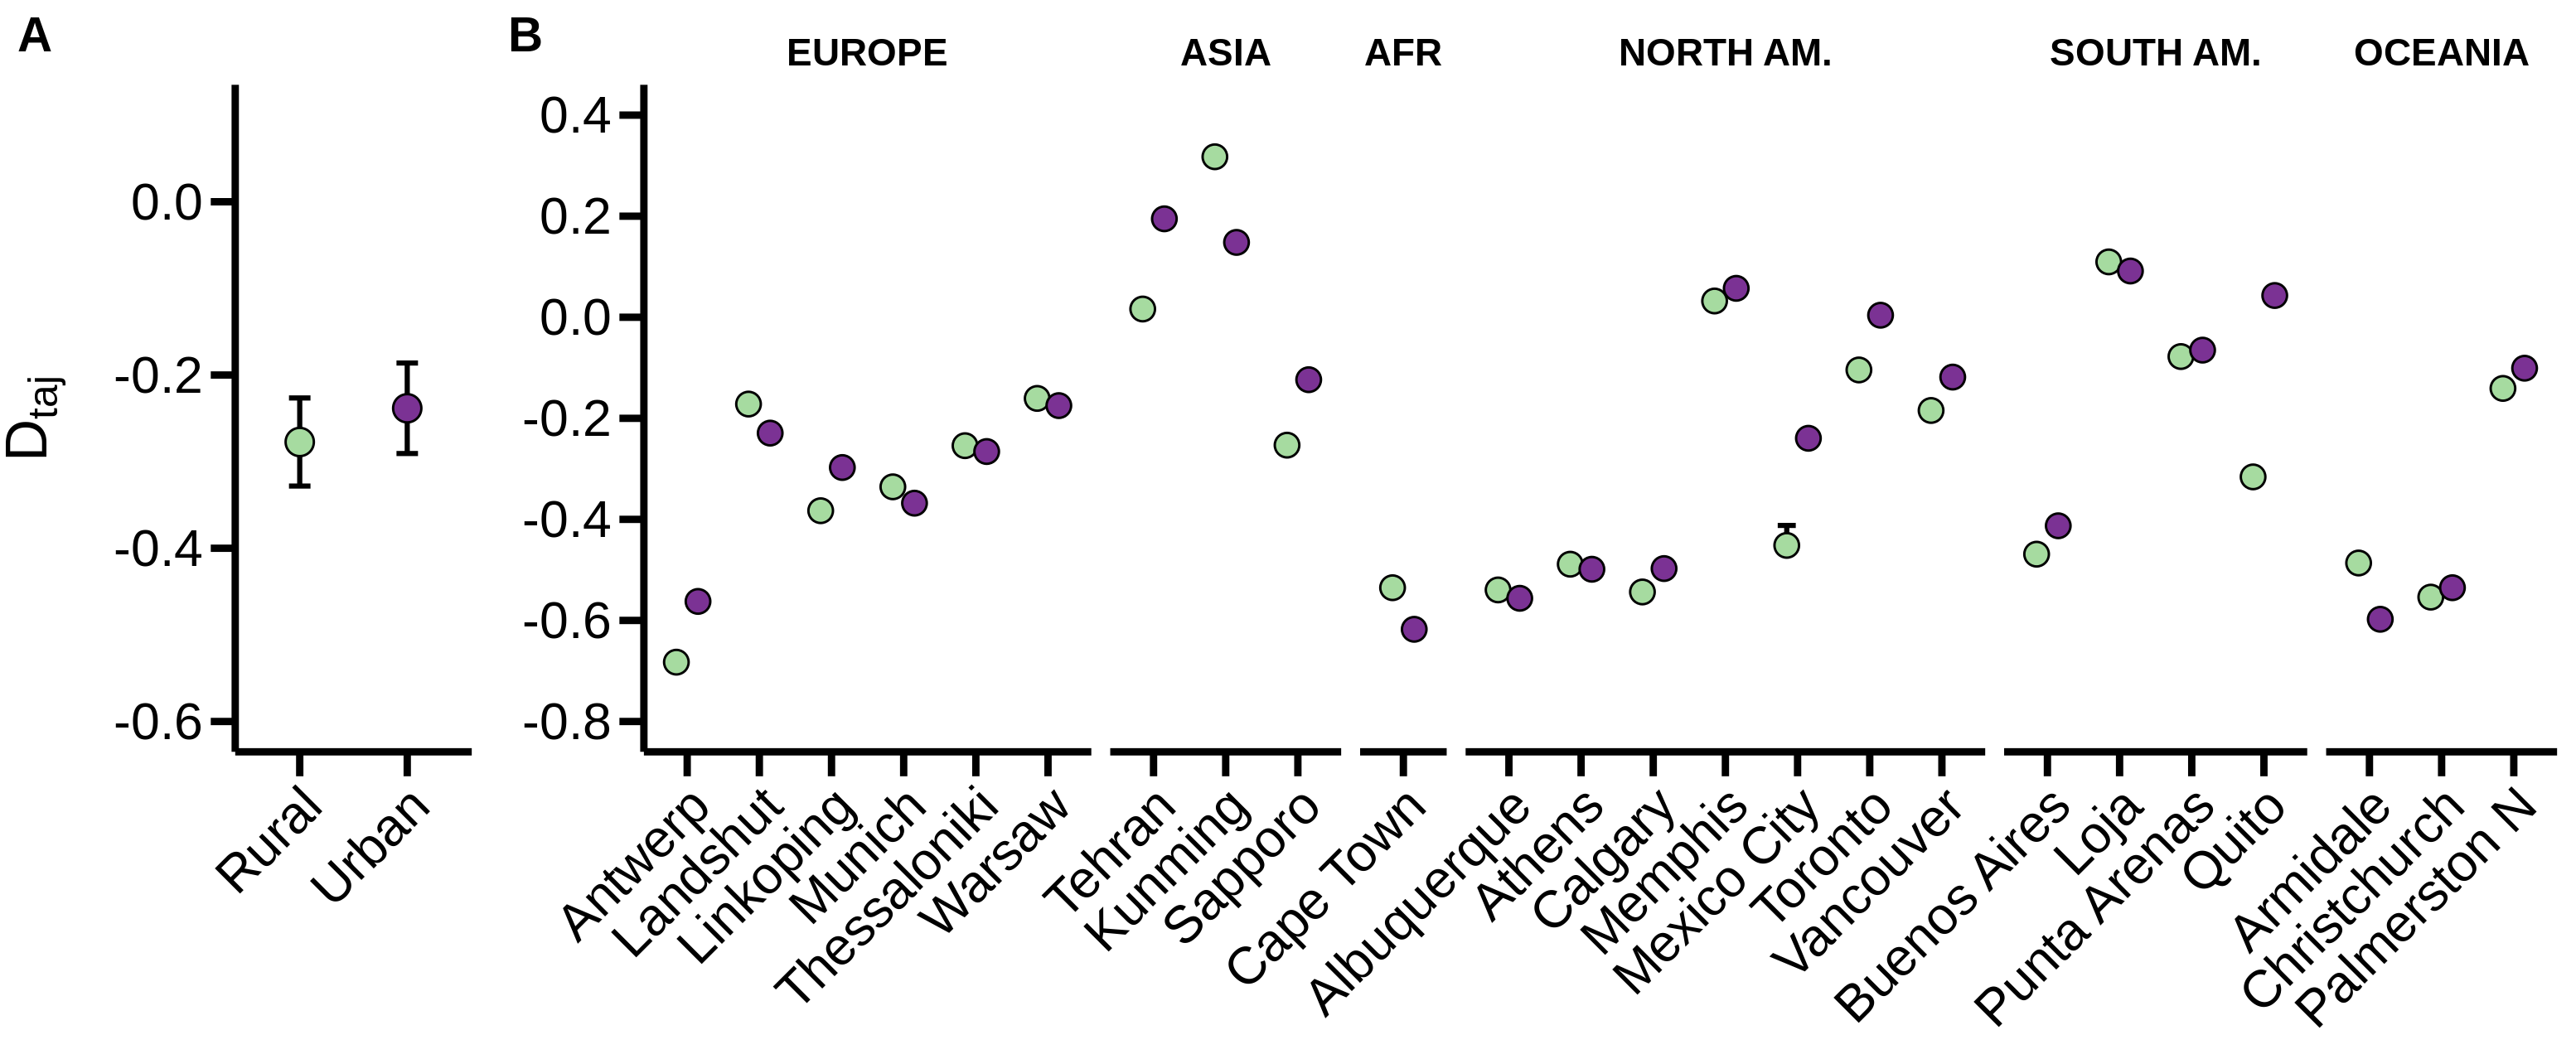 A
B
EUROPE
ASIA
AFR
NORTH AM.
SOUTH AM.
OCEANIA
Dtaj
0.0
-0.2
-0.4
-0.6
Rural
Urban
0.4
0.2
0.0
-0.2
-0.4
-0.6
-0.8
Antwerp
Landshut
Linkoping
Munich
Thessaloniki
Warsaw
Tehran
Kunming
Sapporo
Cape Town
Albuquerque
Athens
Calgary
Memphis
Mexico City
Toronto
Vancouver
Buenos Aires
Loja
Punta Arenas
Quito
Armidale
Christchurch
Palmerston N